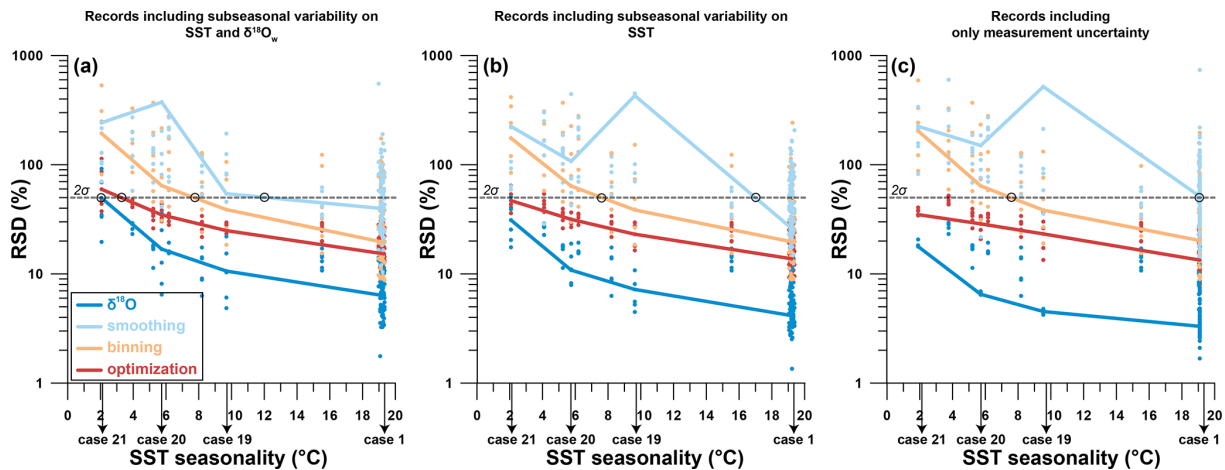 Records including subseasonal variability on
SST and δ¹⁸Ow
Records including subseasonal variability on
SST
Records including
only measurement uncertainty
(a)
RSD (%)
1000
100
10
1
2σ
δ¹⁸O
smoothing
binning
optimization
0 2 4 6 8 10 12 14 16 18 20
case 21 case 20 case 19 case 1
SST seasonality (°C)
(b)
RSD (%)
1000
100
10
1
2σ
0 2 4 6 8 10 12 14 16 18 20
case 21 case 20 case 19 case 1
SST seasonality (°C)
(c)
RSD (%)
1000
100
10
1
2σ
0 2 4 6 8 10 12 14 16 18 20
case 21 case 20 case 19 case 1
SST seasonality (°C)